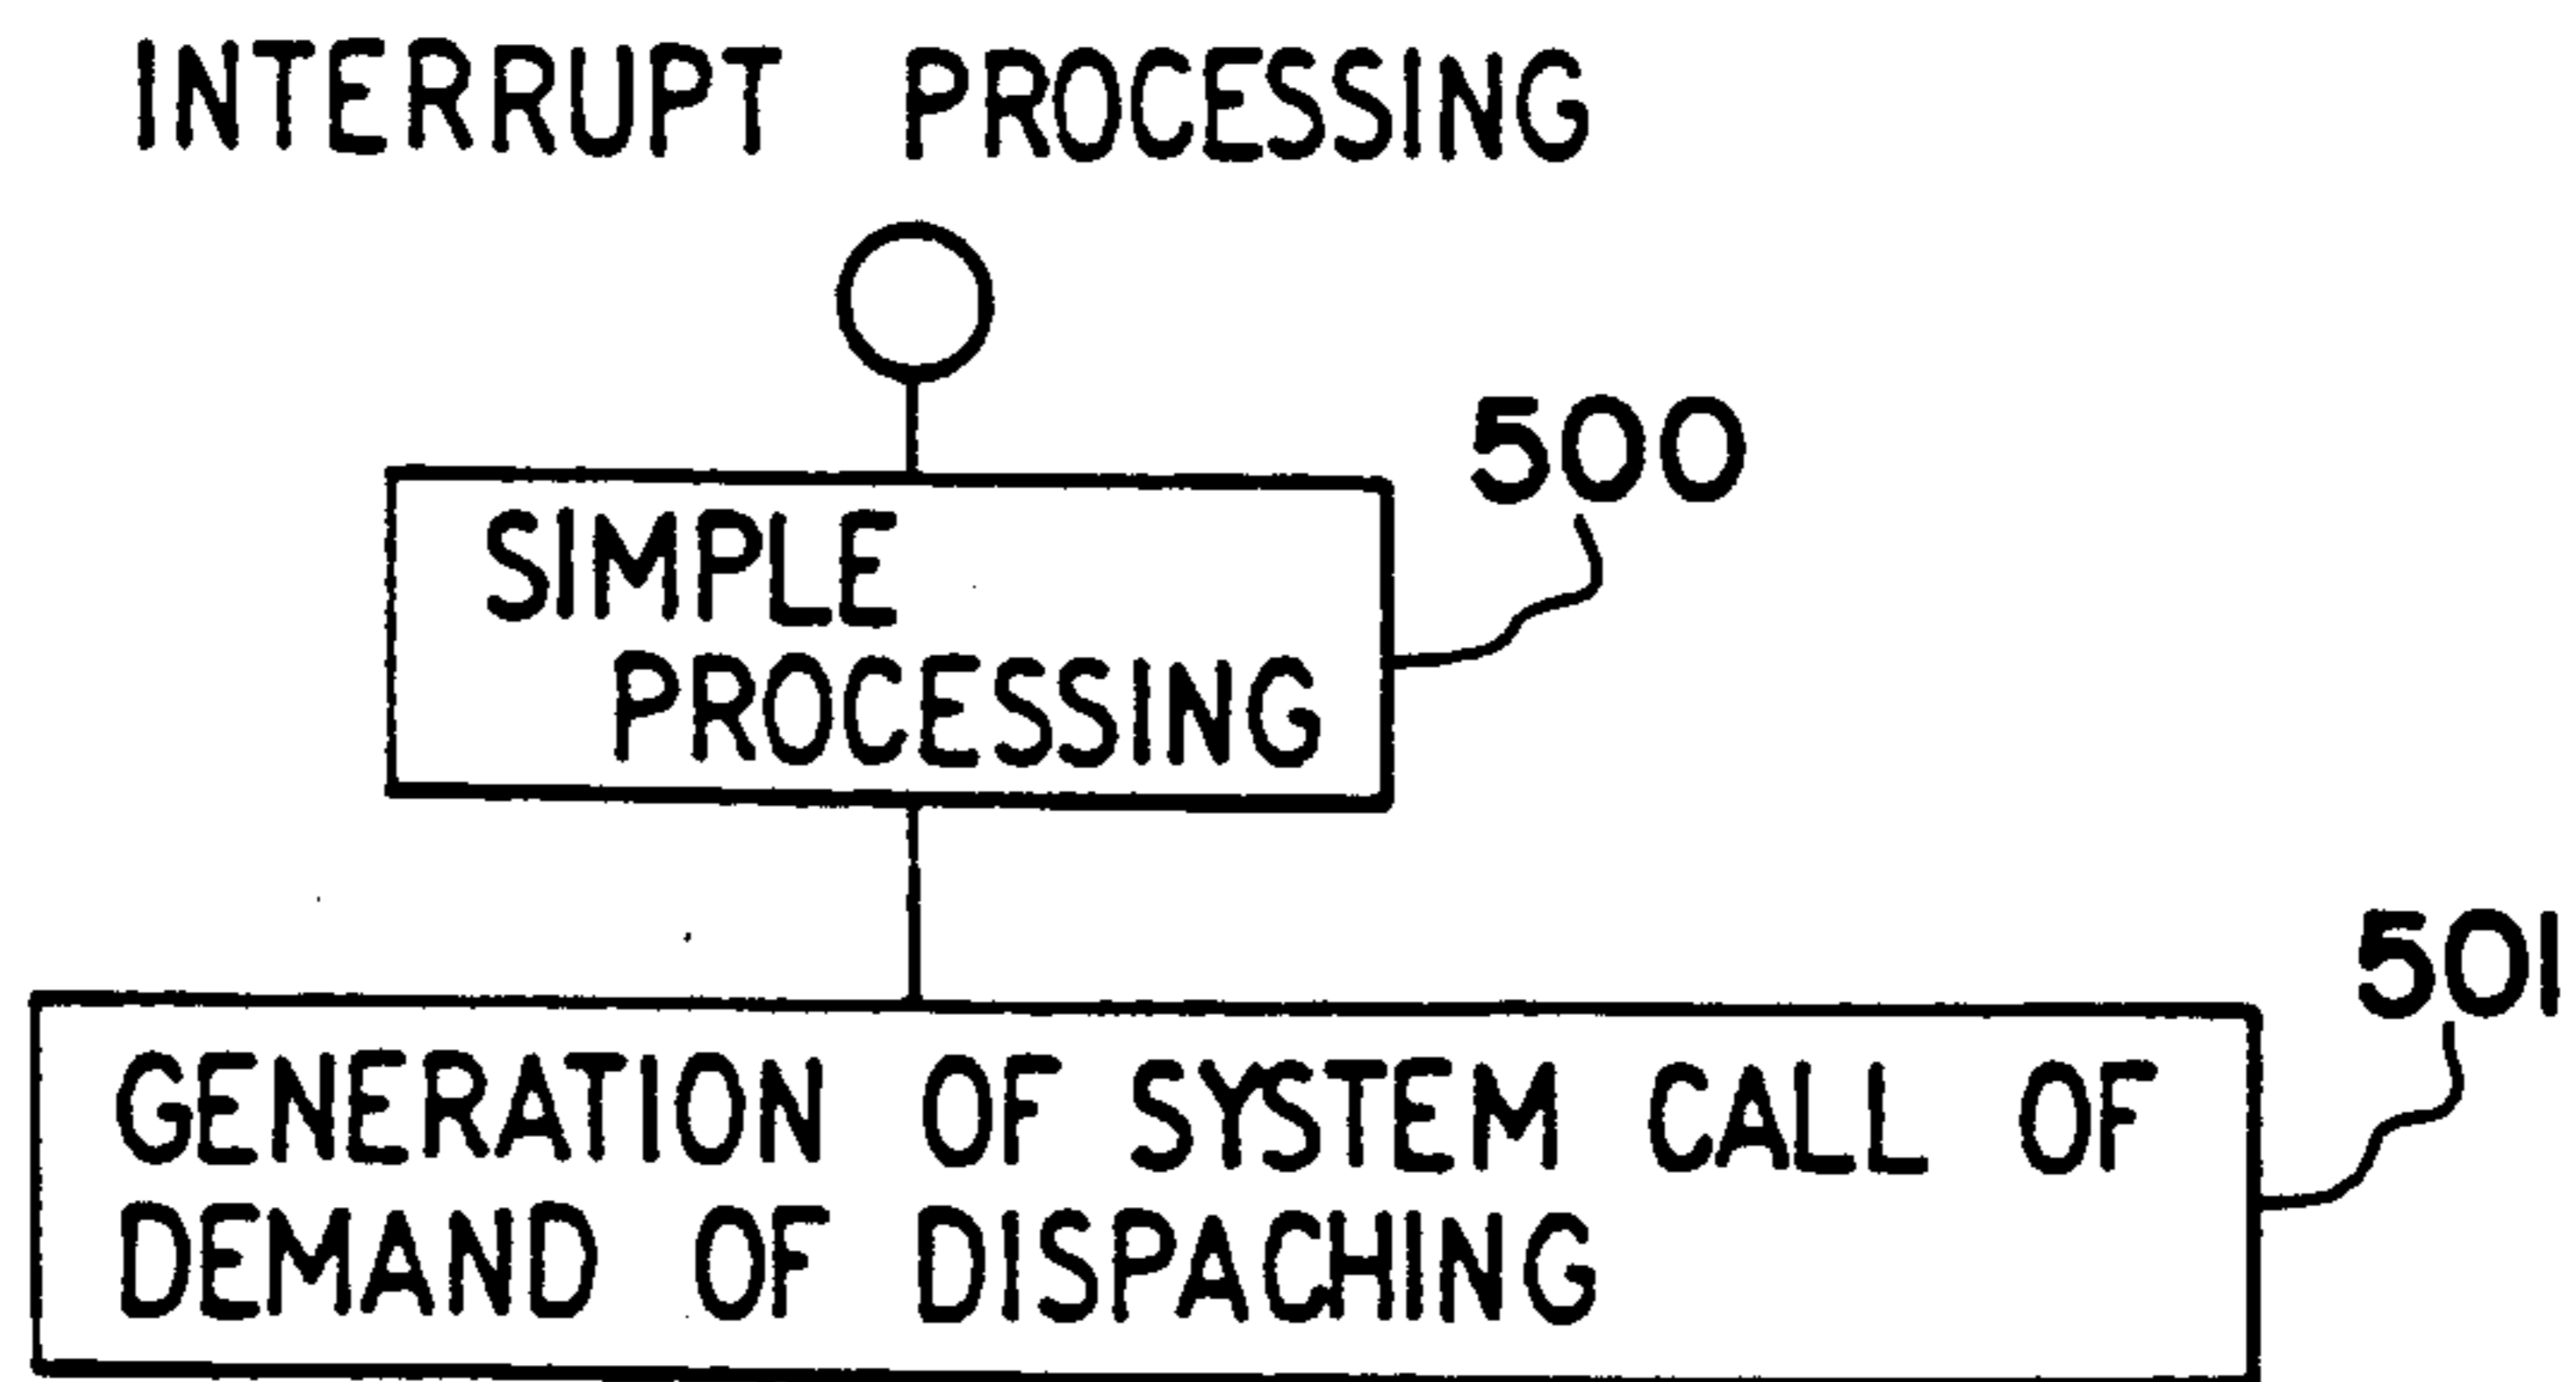 INTERRUPT PROCESSING
500
SIMPLE
PROCESSING
501
GENERATION OF SYSTEM CALL OF
DEMAND OF DISPACHING